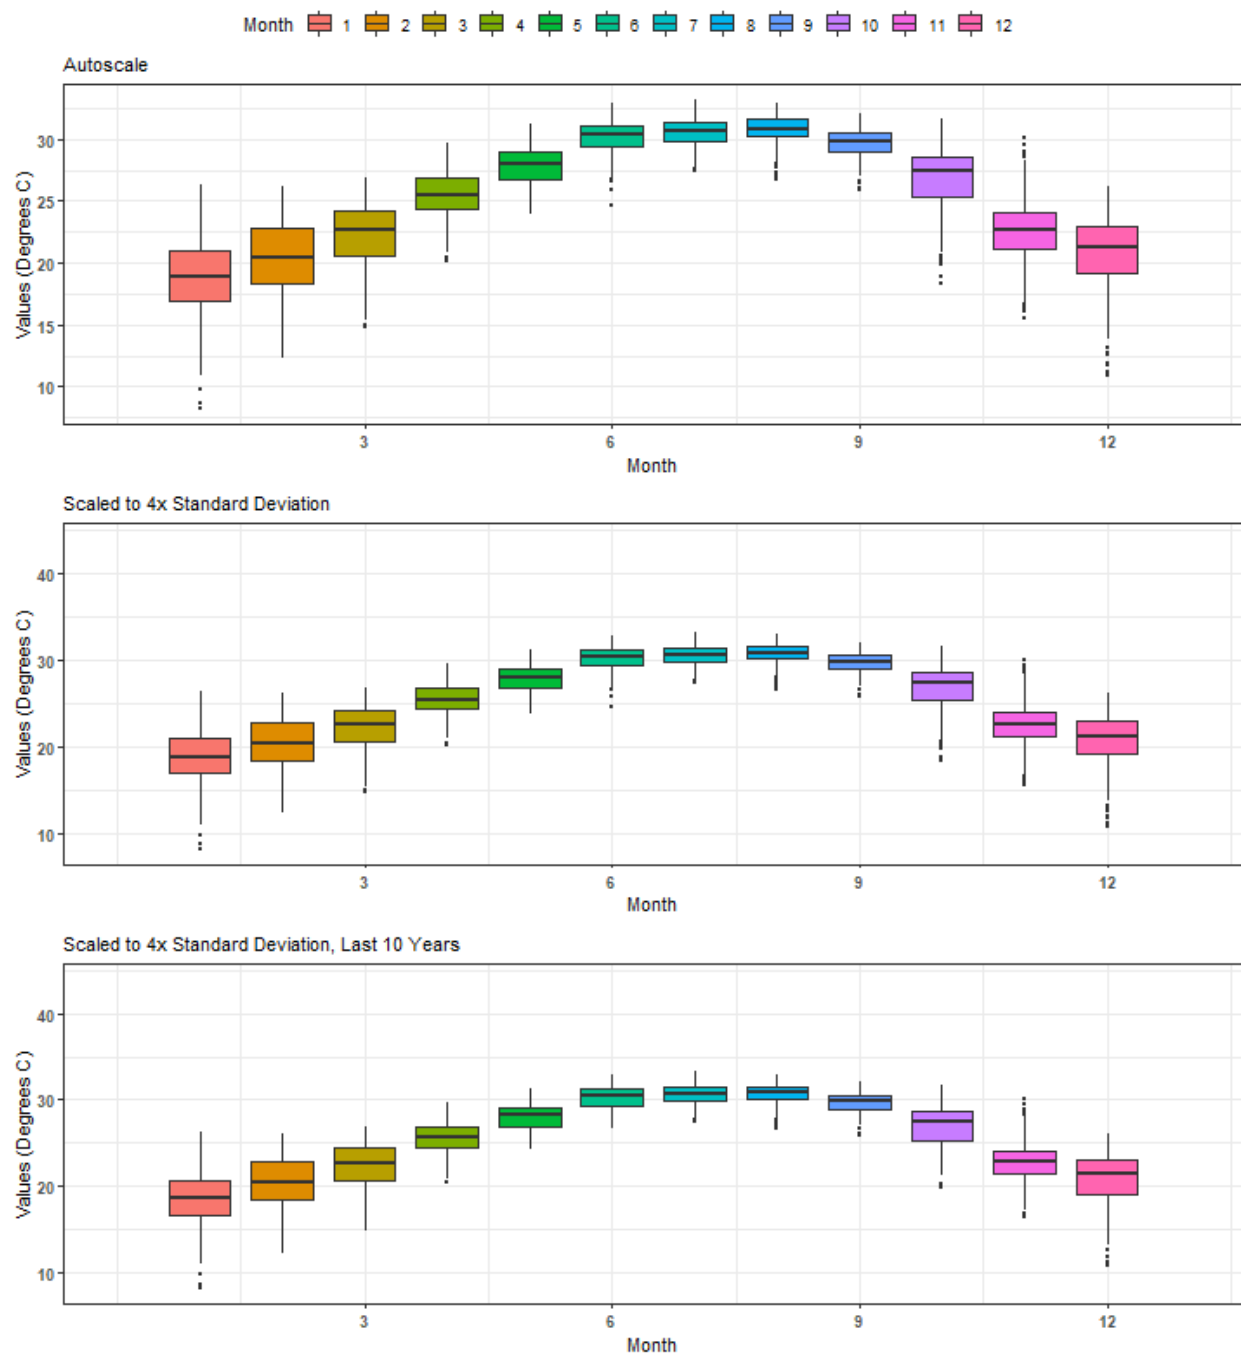 Month 1 2 3 4 5 6 7 8 9 10 11 12
Autoscale
Values (Degrees C)
30
25
20
15
10
3 6 9 12
Month
Scaled to 4x Standard Deviation
Values (Degrees C)
40
30
20
10
3 6 9 12
Month
Scaled to 4x Standard Deviation, Last 10 Years
Values (Degrees C)
40
30
20
10
3 6 9 12
Month